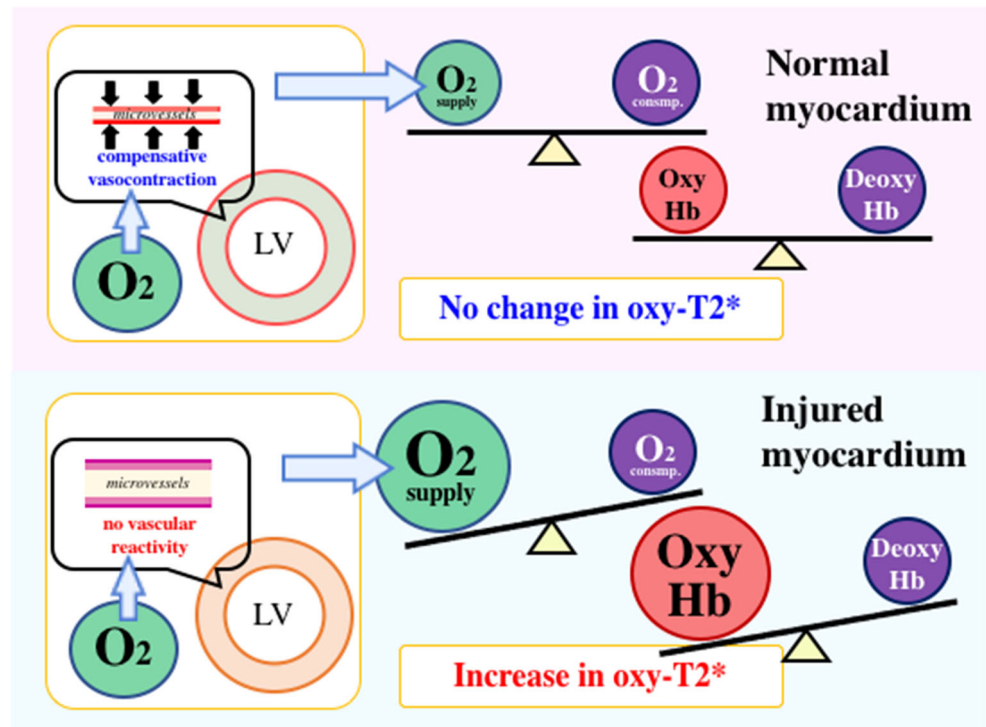 Normal
myocardium
microvessels
compensative
vasocontraction
O2
LV
O2
supply
O2
consmp.
Oxy
Hb
Deoxy
Hb
No change in oxy-T2*
Injured
myocardium
microvessels
no vascular
reactivity
O2
LV
O2
supply
O2
consmp.
Oxy
Hb
Deoxy
Hb
Increase in oxy-T2*